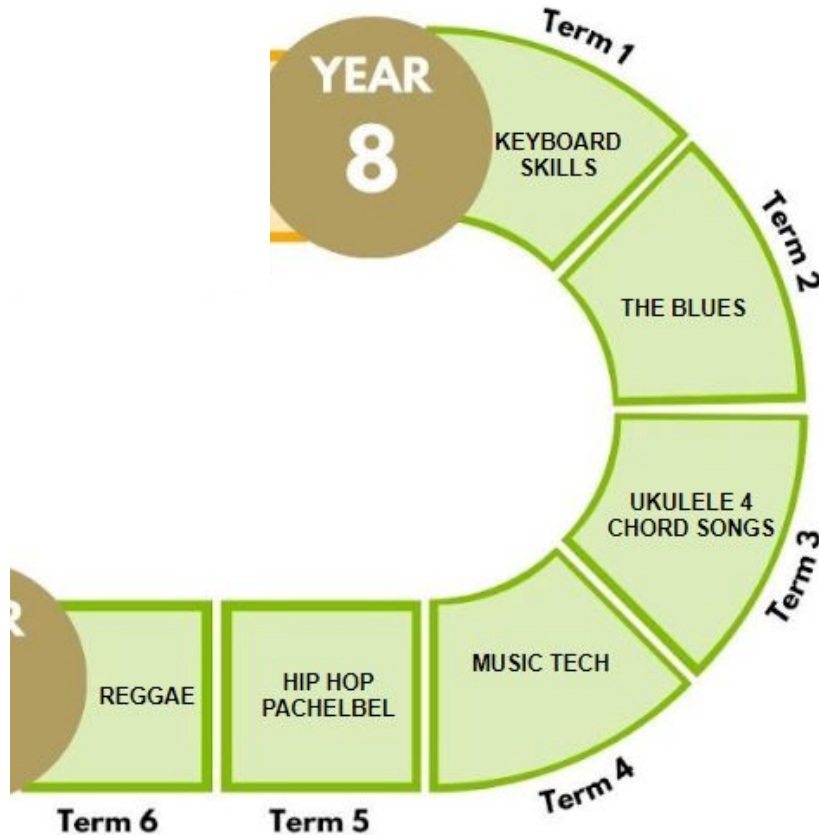 YEAR
8
Term 1
KEYBOARD
SKILLS
Term 2
THE BLUES
Term 3
UKULELE 4
CHORD SONGS
Term 4
MUSIC TECH
HIP HOP
PACHELBEL
Term 5
REGGAE
Term 6
R